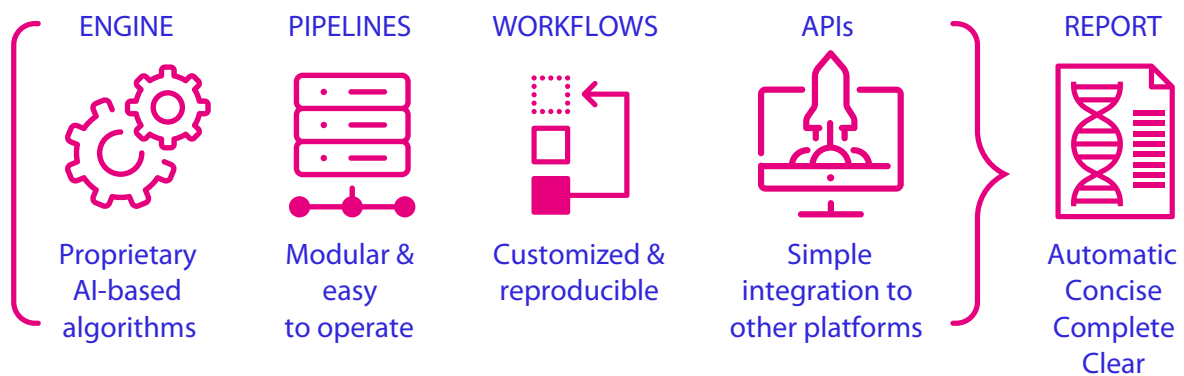 ENGINE
Proprietary
AI-based
algorithms
PIPELINES
Modular &
easy
to operate
WORKFLOWS
Customized &
reproducible
APIs
Simple
integration to
other platforms
REPORT
Automatic
Concise
Complete
Clear